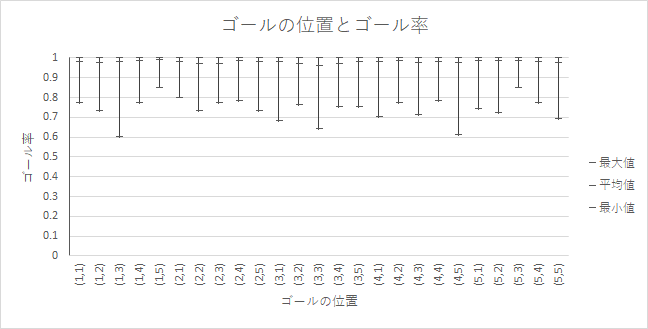 ゴールの位置とゴール率
1
0.9
0.8
0.7
0.6
0.5
0.4
0.3
0.2
0.1
0
ゴール率
(1,1) (1,2) (1,3) (1,4) (1,5) (2,1) (2,2) (2,3) (2,4) (2,5) (3,1) (3,2) (3,3) (3,4) (3,5) (4,1) (4,2) (4,3) (4,4) (4,5) (5,1) (5,2) (5,3) (5,4) (5,5)
ゴールの位置
最大値
平均値
最小値